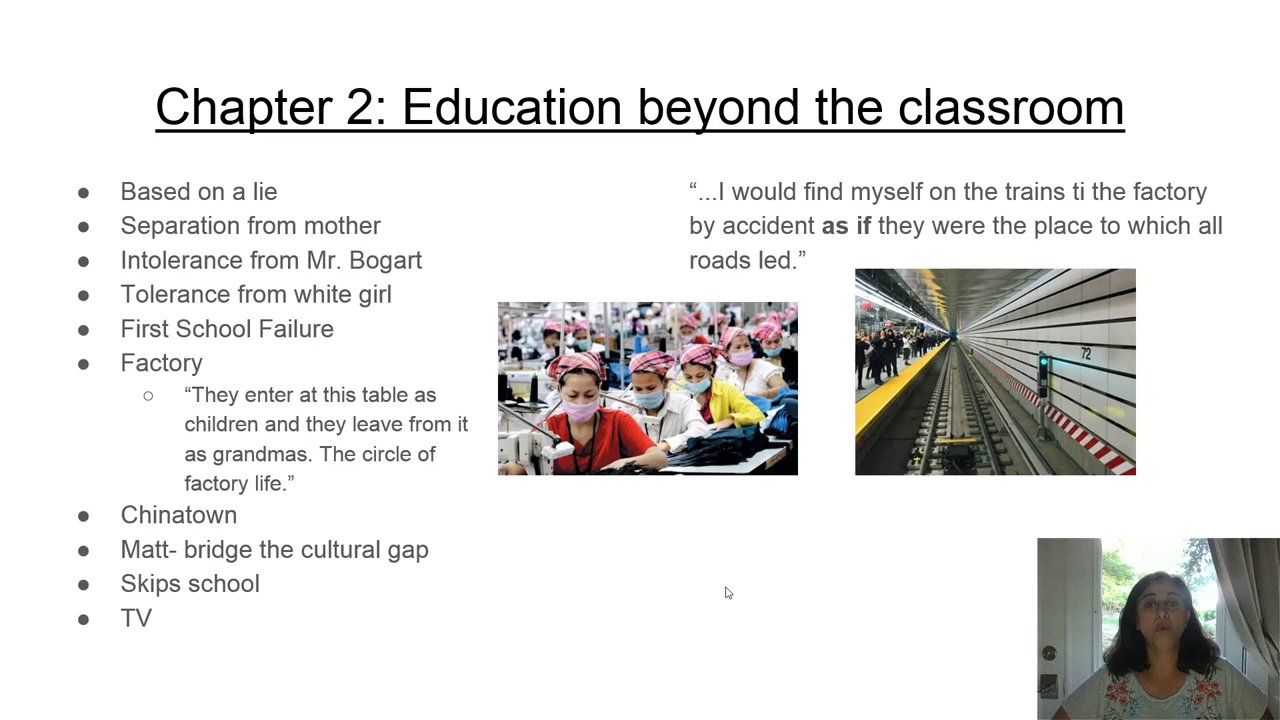 Chapter 2: Education beyond the classroom
● Based on a lie
● Separation from mother
● Intolerance from Mr. Bogart
● Tolerance from white girl
● First School Failure
● Factory
○ “They enter at this table as
children and they leave from it
as grandmas. The circle of
factory life.”
● Chinatown
● Matt- bridge the cultural gap
● Skips school
● TV
“...I would find myself on the trains ti the factory
by accident as if they were the place to which all
roads led.”
72